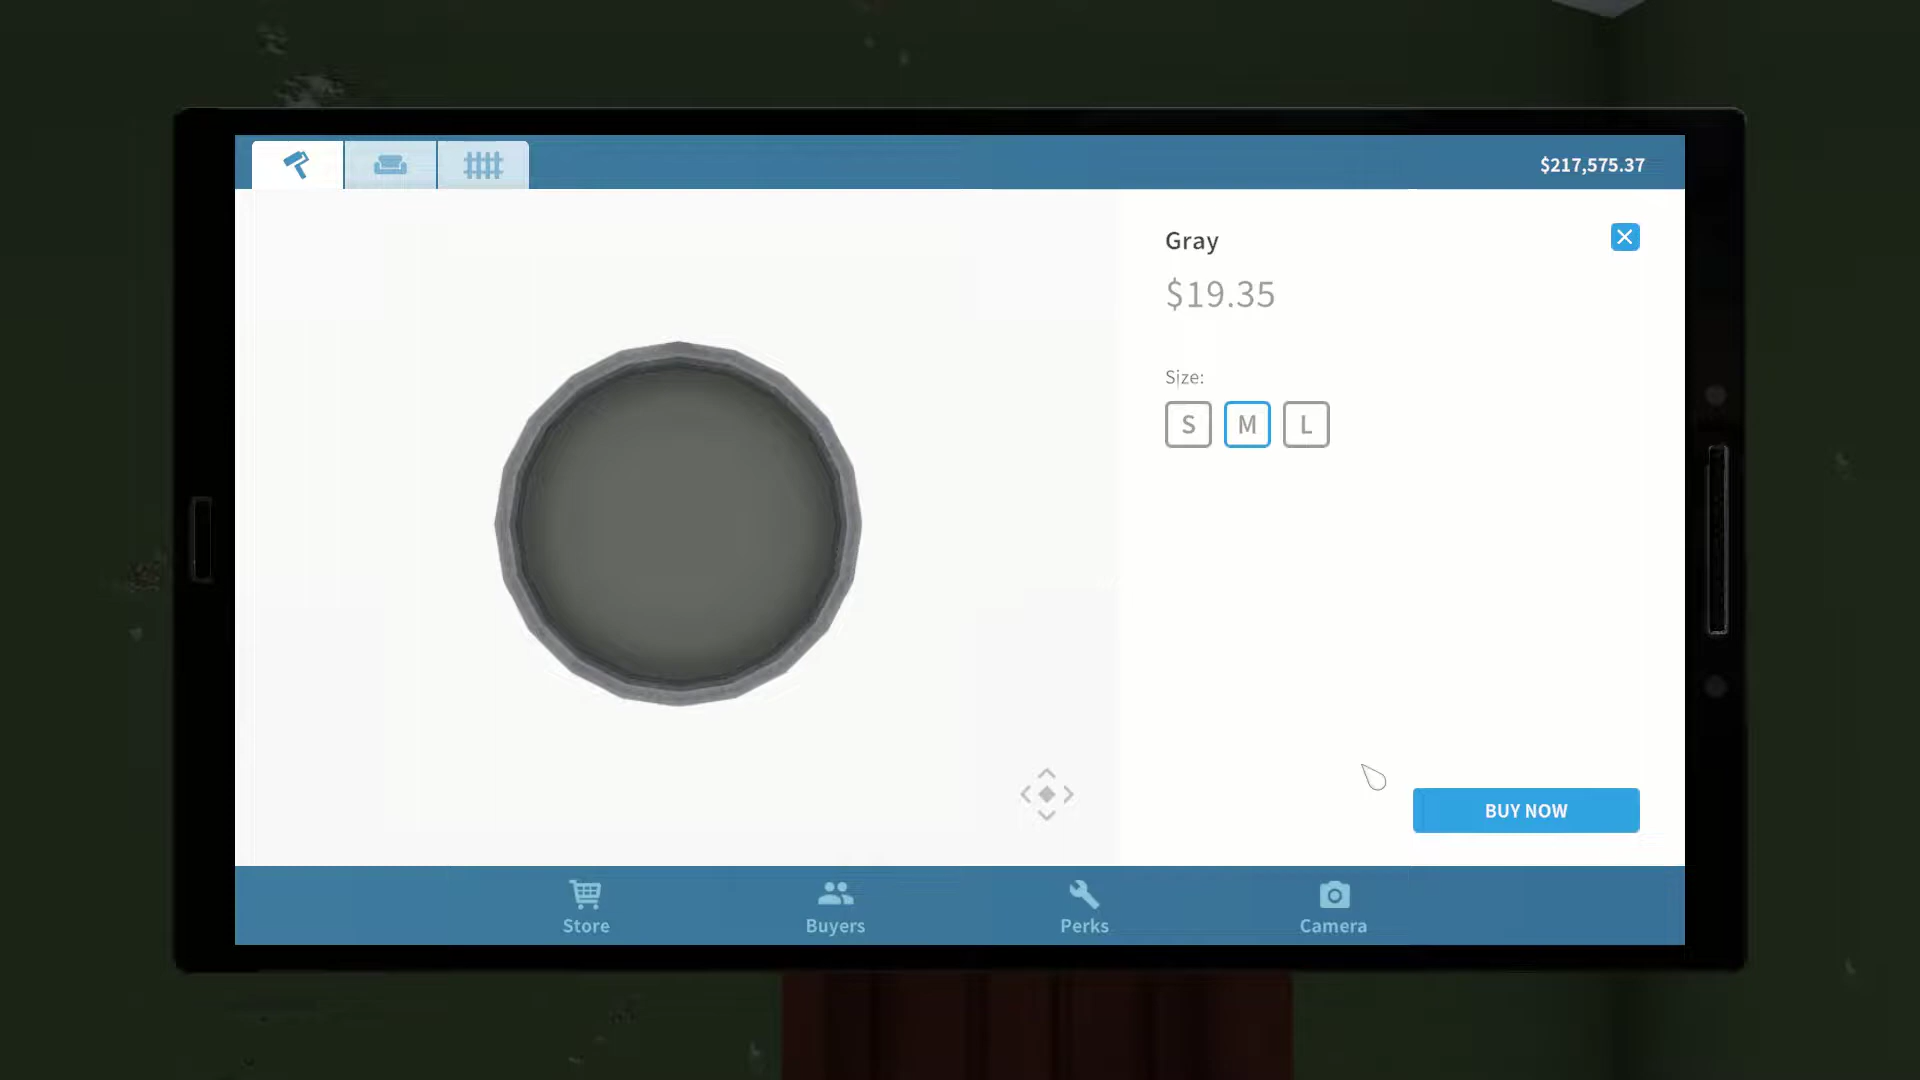 $217,575.37
Gray
$19.35
Size:
S M L
BUY NOW
Store Buyers Perks Camera